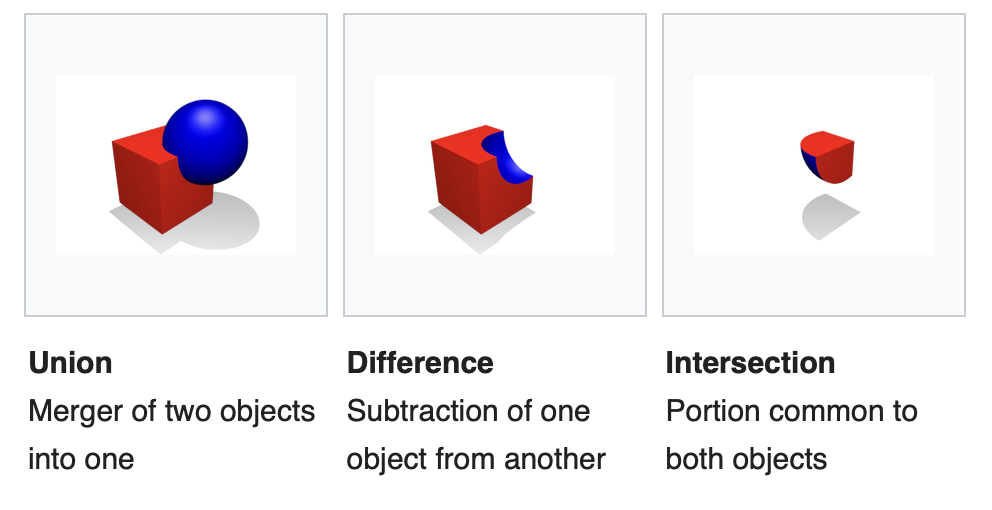 Union
Merger of two objects
into one
Difference
Subtraction of one
object from another
Intersection
Portion common to
both objects